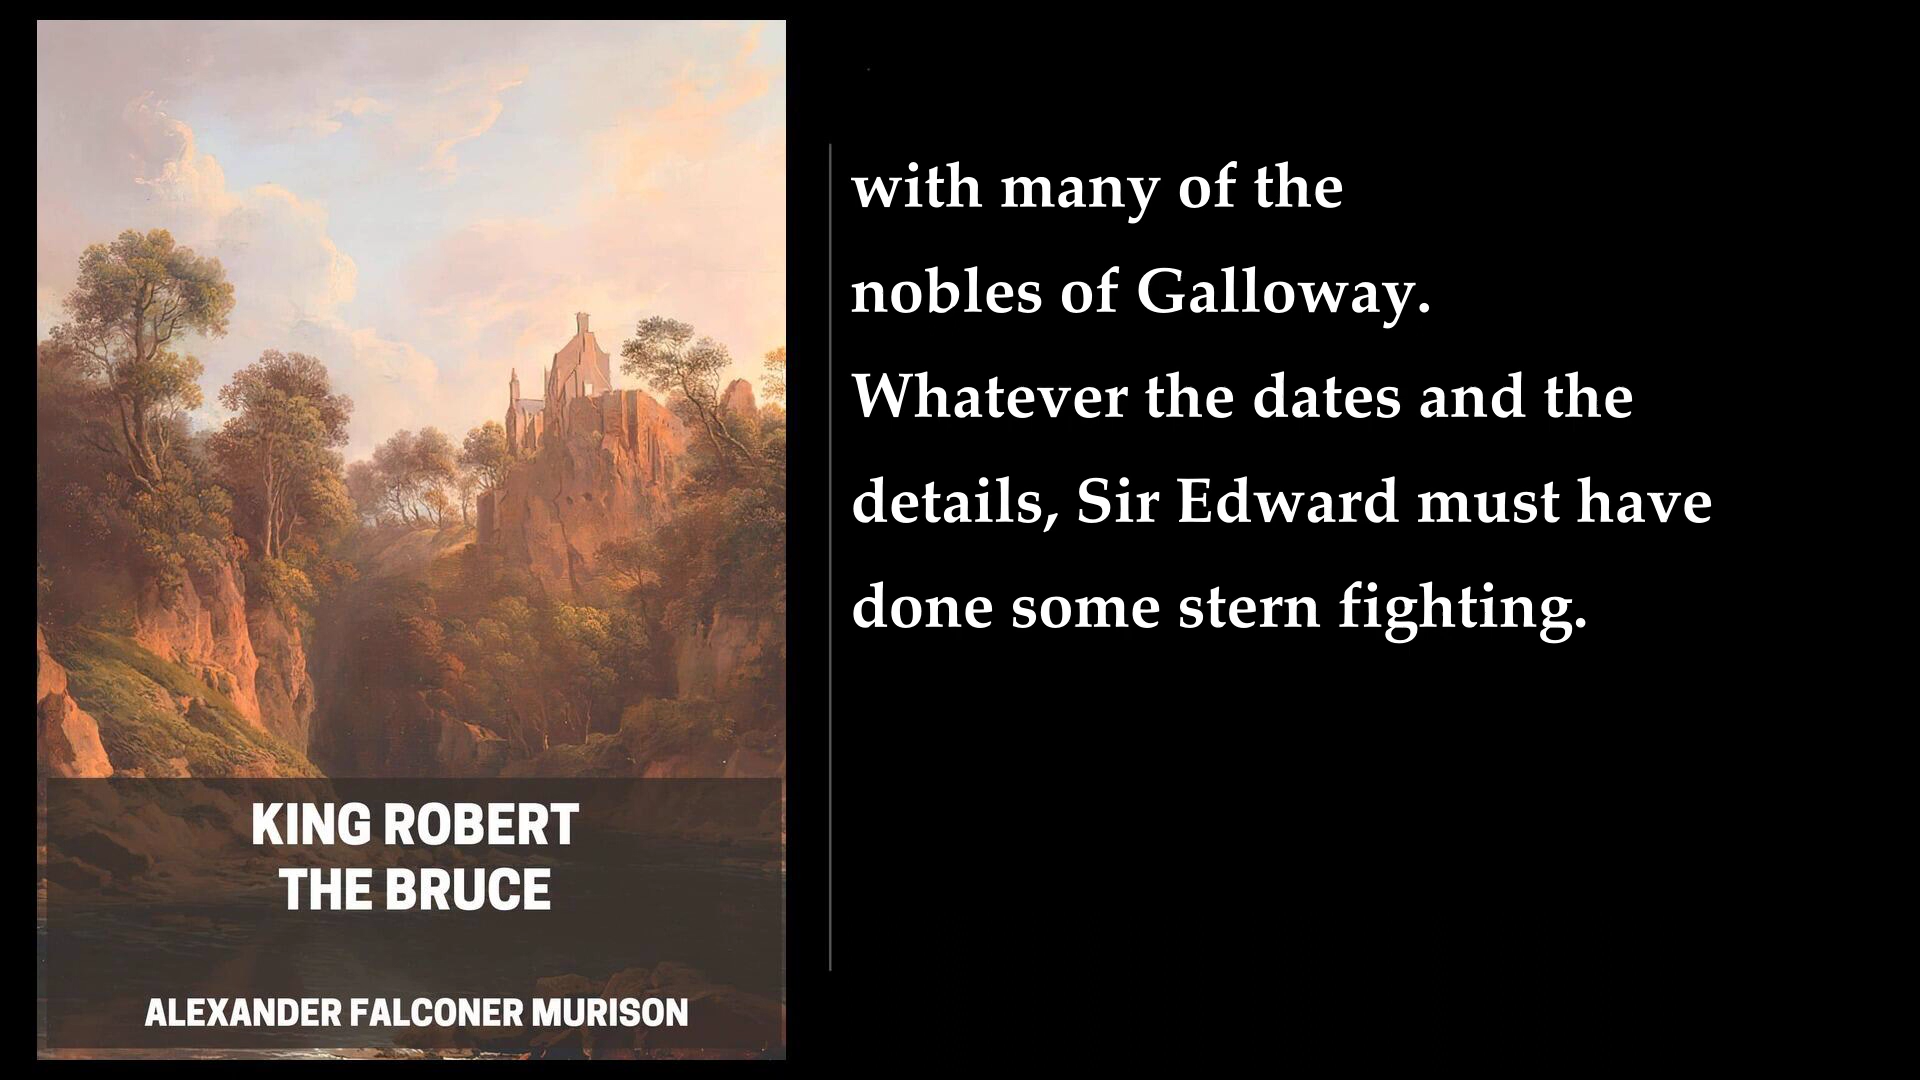 with many of the
nobles of Galloway.
Whatever the dates and the
details, Sir Edward must have
done some stern fighting.
KING ROBERT
THE BRUCE
ALEXANDER FALCONER MURISON